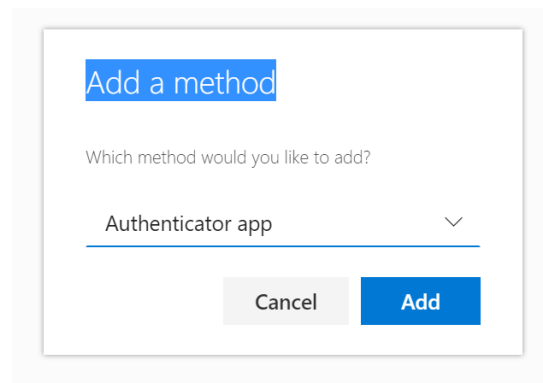 Add a method
Which method would you like to add?
Authenticator app
Cancel Add